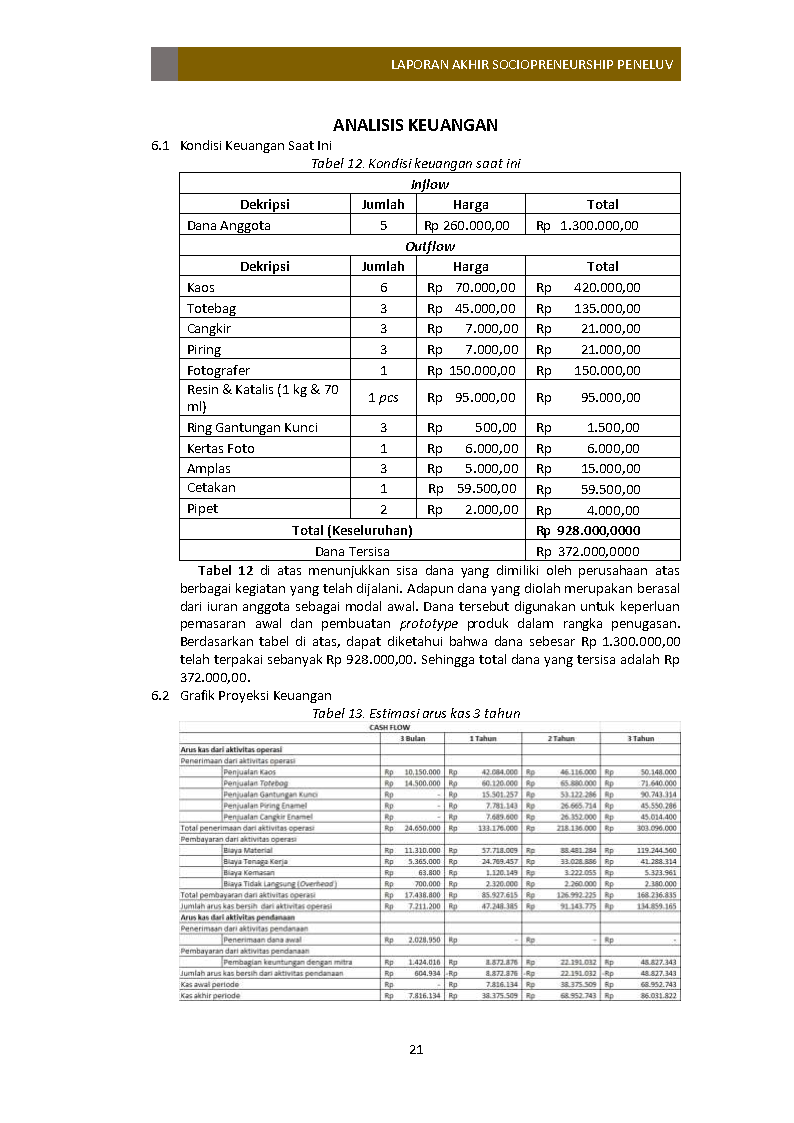 LAPORAN AKHIR SOCIOPRENEURSHIP PENELUV
ANALISIS KEUANGAN
6.1 Kondisi Keuangan Saat Ini
Tabel 12. Kondisi keuangan saat ini
Inflow
Dekripsi Jumlah Harga Total
Dana Anggota 5 Rp 260.000,00 Rp 1.300.000,00
Outflow
Dekripsi Jumlah Harga Total
Kaos 6 Rp 70.000,00 Rp 420.000,00
Totebag 3 Rp 45.000,00 Rp 135.000,00
Cangkir 3 Rp 7.000,00 Rp 21.000,00
Piring 3 Rp 7.000,00 Rp 21.000,00
Fotografer 1 Rp 150.000,00 Rp 150.000,00
Resin & Katalis (1 kg & 70
ml) 1 pcs Rp 95.000,00 Rp 95.000,00
Ring Gantungan Kunci 3 Rp 500,00 Rp 1.500,00
Kertas Foto 1 Rp 6.000,00 Rp 6.000,00
Amplas 3 Rp 5.000,00 Rp 15.000,00
Cetakan 1 Rp 59.500,00 Rp 59.500,00
Pipet 2 Rp 2.000,00 Rp 4.000,00
Total (Keseluruhan) Rp 928.000,0000
Dana Tersisa Rp 372.000,0000
Tabel 12 di atas menunjukkan sisa dana yang dimiliki oleh perusahaan atas
berbagai kegiatan yang telah dijalani. Adapun dana yang diolah merupakan berasal
dari iuran anggota sebagai modal awal. Dana tersebut digunakan untuk keperluan
pemasaran awal dan pembuatan prototype produk dalam rangka penugasan.
Berdasarkan tabel di atas, dapat diketahui bahwa dana sebesar Rp 1.300.000,00
telah terpakai sebanyak Rp 928.000,00. Sehingga total dana yang tersisa adalah Rp
372.000,00.
6.2 Grafik Proyeksi Keuangan
Tabel 13. Estimasi arus kas 3 tahun
CASH FLOW
3 Bulan 1 Tahun 2 Tahun 3 Tahun
Arus kas dari aktivitas operasi
Penerimaan dari aktivitas operasi
Penjualan Kaos Rp 10.150.000 Rp 42.084.000 Rp 46.116.000 Rp 50.148.000
Penjualan Totebag Rp 14.500.000 Rp 60.120.000 Rp 65.880.000 Rp 71.640.000
Penjualan Gantungan Kunci Rp - Rp 15.501.257 Rp 53.122.286 Rp 90.743.314
Penjualan Piring Enamel Rp - Rp 7.781.143 Rp 26.665.714 Rp 45.550.286
Penjualan Cangkir Enamel Rp - Rp 7.689.600 Rp 26.352.000 Rp 45.014.400
Total penerimaan dari aktivitas operasi Rp 24.650.000 Rp 133.176.000 Rp 218.136.000 Rp 303.096.000
Pembayaran dari aktivitas operasi
Biaya Material Rp 11.310.000 Rp 57.718.009 Rp 88.481.284 Rp 119.244.560
Biaya Tenaga Kerja Rp 5.365.000 Rp 24.769.457 Rp 33.028.886 Rp 41.288.314
Biaya Kemasan Rp 63.800 Rp 1.120.149 Rp 3.222.055 Rp 5.323.961
Biaya Tidak Langsung (Overhead) Rp 700.000 Rp 2.320.000 Rp 2.260.000 Rp 2.380.000
Total pembayaran dari aktivitas operasi Rp 17.438.800 Rp 85.927.615 Rp 126.992.225 Rp 168.236.835
Jumlah arus kas bersih dari aktivitas operasi Rp 7.211.200 Rp 47.248.385 Rp 91.143.775 Rp 134.859.165
Arus kas dari aktivitas pendanaan
Penerimaan dari aktivitas pendanaan
Penerimaan dana awal Rp 2.028.950 Rp - Rp - Rp -
Pembayaran dari aktivitas pendanaan
Pembagian keuntungan dengan mitra Rp 1.424.016 Rp 8.872.876 Rp 22.191.032 Rp 48.827.343
Jumlah arus kas bersih dari aktivitas pendanaan Rp 604.934 -Rp 8.872.876 -Rp 22.191.032 -Rp 48.827.343
Kas awal periode Rp - Rp 7.816.134 Rp 38.375.509 Rp 68.952.743
Kas akhir periode Rp 7.816.134 Rp 38.375.509 Rp 68.952.743 Rp 86.031.822
21